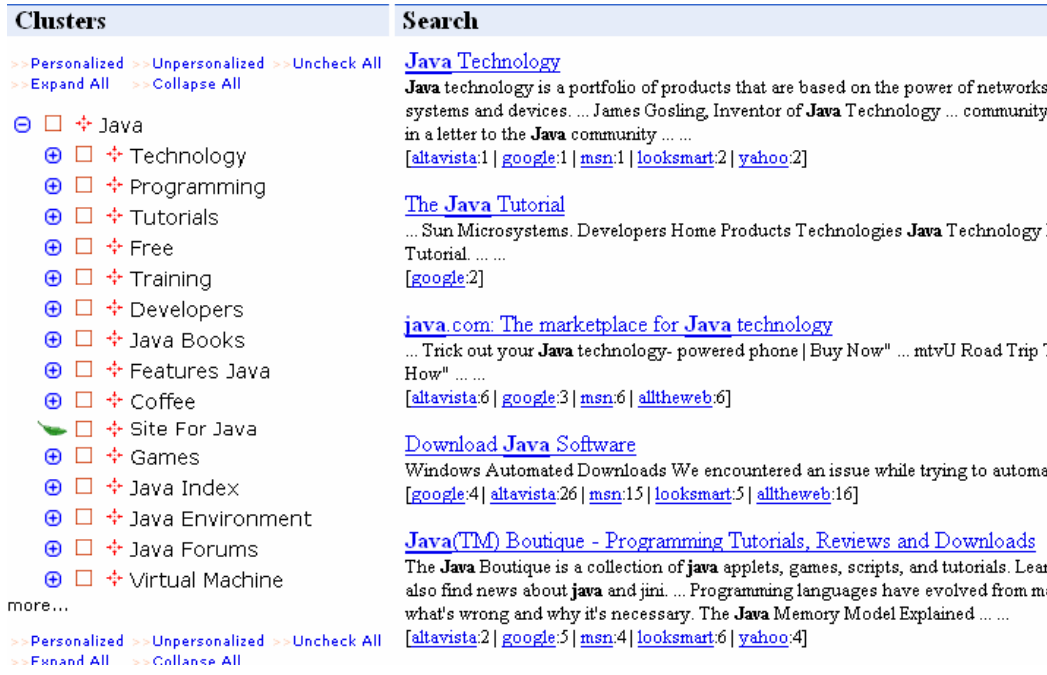 Clusters
>>Personalized >>Unpersonalized >>Uncheck All
>>Expand All >>Collapse All
Java
Technology
Programming
Tutorials
Free
Training
Developers
Java Books
Features Java
Coffee
Site For Java
Games
Java Index
Java Environment
Java Forums
Virtual Machine
more...
>>Personalized >>Unpersonalized >>Uncheck All
>>Expand All >>Collapse All
Search
Java Technology
Java technology is a portfolio of products that are based on the power of networks
systems and devices. ... James Gosling, Inventor of Java Technology ... community
in a letter to the Java community ... ...
[altavista:1 | google:1 | msn:1 | looksmart:2 | yahoo:2]
The Java Tutorial
... Sun Microsystems. Developers Home Products Technologies Java Technology
Tutorial. ... ...
[google:2]
java.com: The marketplace for Java technology
... Trick out your Java technology- powered phone | Buy Now" ... mtvU Road Trip
How" ... ...
[altavista:6 | google:3 | msn:6 | alltheweb:6]
Download Java Software
Windows Automated Downloads We encountered an issue while trying to automa
[google:4 | altavista:26 | msn:15 | looksmart:5 | alltheweb:16]
Java(TM) Boutique - Programming Tutorials, Reviews and Downloads
The Java Boutique is a collection of java applets, games, scripts, and tutorials. Lear
also find news about java and jini. ... Programming languages have evolved from ma
what's wrong and why it's necessary. The Java Memory Model Explained ... ...
[altavista:2 | google:5 | msn:4 | looksmart:6 | yahoo:4]